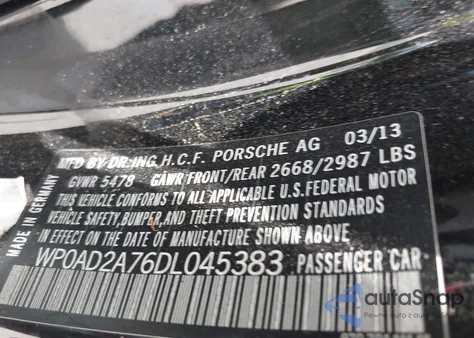 MFD BY DR.ING.H.C.F. PORSCHE AG 03/13
GVWR 5478 GAWR FRONT/REAR 2668/2987 LBS
THIS VEHICLE CONFORMS TO ALL APPLICABLE U.S. FEDERAL MOTOR
VEHICLE SAFETY, BUMPER, AND THEFT PREVENTION STANDARDS
IN EFFECT ON THE DATE OF MANUFACTURE SHOWN ABOVE.
WP0AD2A76DL045383 PASSENGER CAR
MADE IN GERMANY
autoSnap